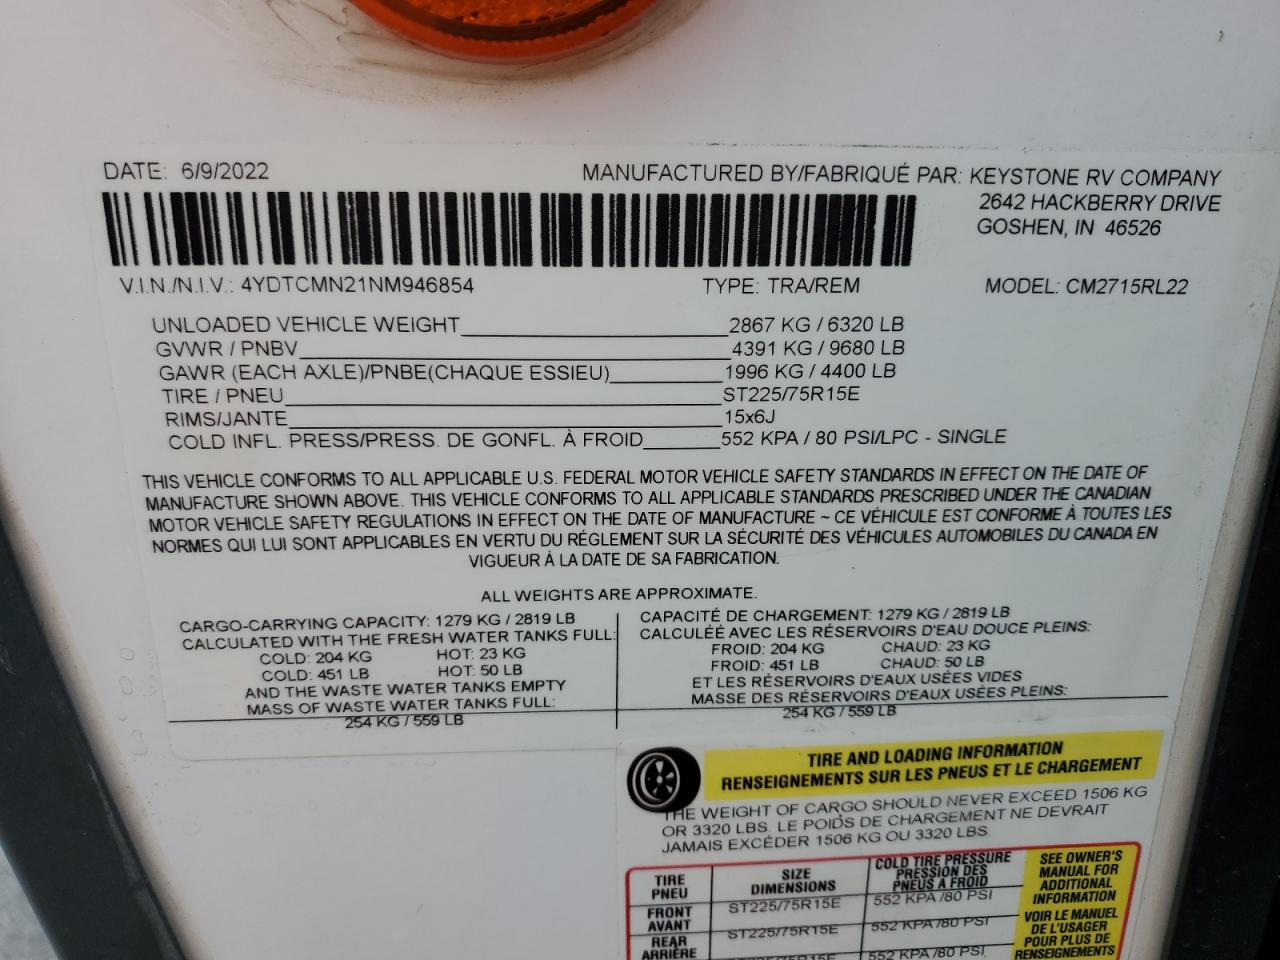 DATE: 6/9/2022 MANUFACTURED BY/FABRIQUÉ PAR: KEYSTONE RV COMPANY
2642 HACKBERRY DRIVE
GOSHEN, IN 46526
V.I.N./N.I.V.: 4YDTCMN21NM946854 TYPE: TRA/REM MODEL: CM2715RL22
UNLOADED VEHICLE WEIGHT 2867 KG / 6320 LB
GVWR / PNBV 4391 KG / 9680 LB
GAWR (EACH AXLE)/PNBE(CHAQUE ESSIEU) 1996 KG / 4400 LB
TIRE / PNEU ST225/75R15E
RIMS/JANTE 15x6J
COLD INFL. PRESS/PRESS. DE GONFL. À FROID 552 KPA / 80 PSI/LPC - SINGLE
THIS VEHICLE CONFORMS TO ALL APPLICABLE U.S. FEDERAL MOTOR VEHICLE SAFETY STANDARDS IN EFFECT ON THE DATE OF
MANUFACTURE SHOWN ABOVE. THIS VEHICLE CONFORMS TO ALL APPLICABLE STANDARDS PRESCRIBED UNDER THE CANADIAN
MOTOR VEHICLE SAFETY REGULATIONS IN EFFECT ON THE DATE OF MANUFACTURE ~ CE VÉHICULE EST CONFORME À TOUTES LES
NORMES QUI LUI SONT APPLICABLES EN VERTU DU RÉGLEMENT SUR LA SÉCURITÉ DES VÉHICULES AUTOMOBILES DU CANADA EN
VIGUEUR À LA DATE DE SA FABRICATION.
ALL WEIGHTS ARE APPROXIMATE.
CARGO-CARRYING CAPACITY: 1279 KG / 2819 LB
CALCULATED WITH THE FRESH WATER TANKS FULL:
COLD: 204 KG HOT: 23 KG
COLD: 451 LB HOT: 50 LB
AND THE WASTE WATER TANKS EMPTY
MASS OF WASTE WATER TANKS FULL:
254 KG / 559 LB
CAPACITÉ DE CHARGEMENT: 1279 KG / 2819 LB
CALCULÉE AVEC LES RÉSERVOIRS D'EAU DOUCE PLEINS:
FROID: 204 KG CHAUD: 23 KG
FROID: 451 LB CHAUD: 50 LB
ET LES RÉSERVOIRS D'EAUX USÉES VIDES
MASSE DES RÉSERVOIRS D'EAUX USÉES PLEINS:
254 KG / 559 LB
TIRE AND LOADING INFORMATION
RENSEIGNEMENTS SUR LES PNEUS ET LE CHARGEMENT
THE WEIGHT OF CARGO SHOULD NEVER EXCEED 1506 KG
OR 3320 LBS. LE POIDS DE CHARGEMENT NE DEVRAIT
JAMAIS EXCÉDER 1506 KG OU 3320 LBS.
TIRE
PNEU
SIZE
DIMENSIONS
COLD TIRE PRESSURE
PRESSION DES
PNEUS A FROID
FRONT
AVANT
ST225/75R15E
552 KPA /80 PSI
REAR
ARRIÈRE
ST225/75R15E
552 KPA /80 PSI
ST225/75R15E
552 KPA /80 PSI
SEE OWNER'S
MANUAL FOR
ADDITIONAL
INFORMATION
VOIR LE MANUEL
DE L'USAGER
POUR PLUS DE
RENSEIGNEMENTS